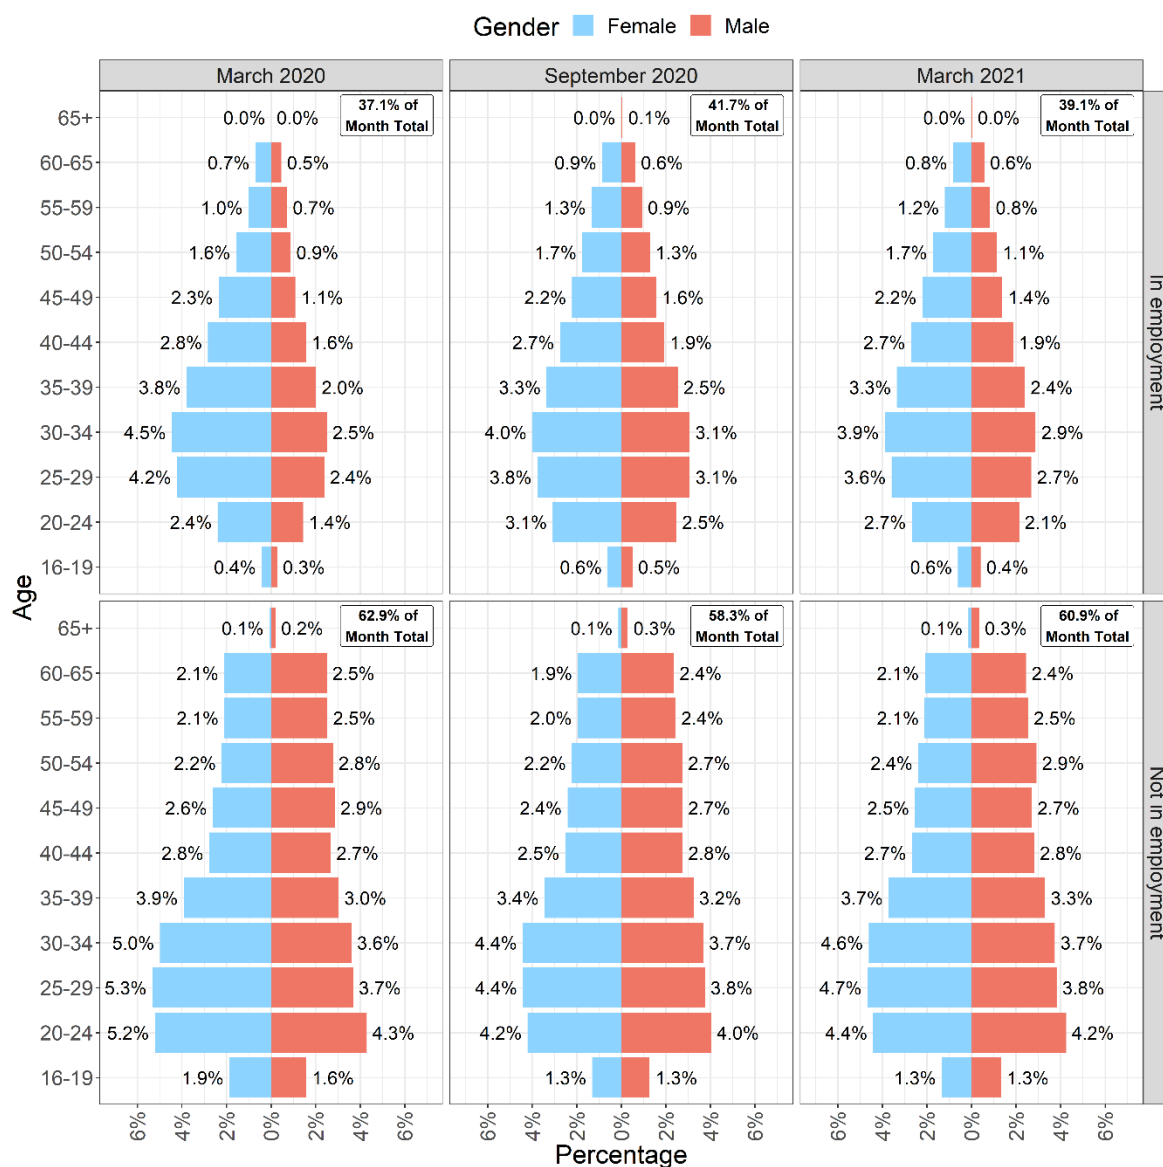 Gender Female Male
March 2020 September 2020 March 2021
65+ 0.0% 0.0% 37.1% of Month Total 0.0% 0.1% 41.7% of Month Total 0.0% 0.0% 39.1% of Month Total
60-65 0.7% 0.5% 0.9% 0.6% 0.8% 0.6%
55-59 1.0% 0.7% 1.3% 0.9% 1.2% 0.8%
50-54 1.6% 0.9% 1.7% 1.3% 1.7% 1.1%
45-49 2.3% 1.1% 2.2% 1.6% 2.2% 1.4%
40-44 2.8% 1.6% 2.7% 1.9% 2.7% 1.9%
35-39 3.8% 2.0% 3.3% 2.5% 3.3% 2.4%
30-34 4.5% 2.5% 4.0% 3.1% 3.9% 2.9%
25-29 4.2% 2.4% 3.8% 3.1% 3.6% 2.7%
20-24 2.4% 1.4% 3.1% 2.5% 2.7% 2.1%
16-19 0.4% 0.3% 0.6% 0.5% 0.6% 0.4%
In employment
Age
65+ 0.1% 0.2% 62.9% of Month Total 0.1% 0.3% 58.3% of Month Total 0.1% 0.3% 60.9% of Month Total
60-65 2.1% 2.5% 1.9% 2.4% 2.1% 2.4%
55-59 2.1% 2.5% 2.0% 2.4% 2.1% 2.5%
50-54 2.2% 2.8% 2.2% 2.7% 2.4% 2.9%
45-49 2.6% 2.9% 2.4% 2.7% 2.5% 2.7%
40-44 2.8% 2.7% 2.5% 2.8% 2.7% 2.8%
35-39 3.9% 3.0% 3.4% 3.2% 3.7% 3.3%
30-34 5.0% 3.6% 4.4% 3.7% 4.6% 3.7%
25-29 5.3% 3.7% 4.4% 3.8% 4.7% 3.8%
20-24 5.2% 4.3% 4.2% 4.0% 4.4% 4.2%
16-19 1.9% 1.6% 1.3% 1.3% 1.3% 1.3%
Not in employment
6% 4% 2% 0% 2% 4% 6% 6% 4% 2% 0% 2% 4% 6% 6% 4% 2% 0% 2% 4% 6%
Percentage